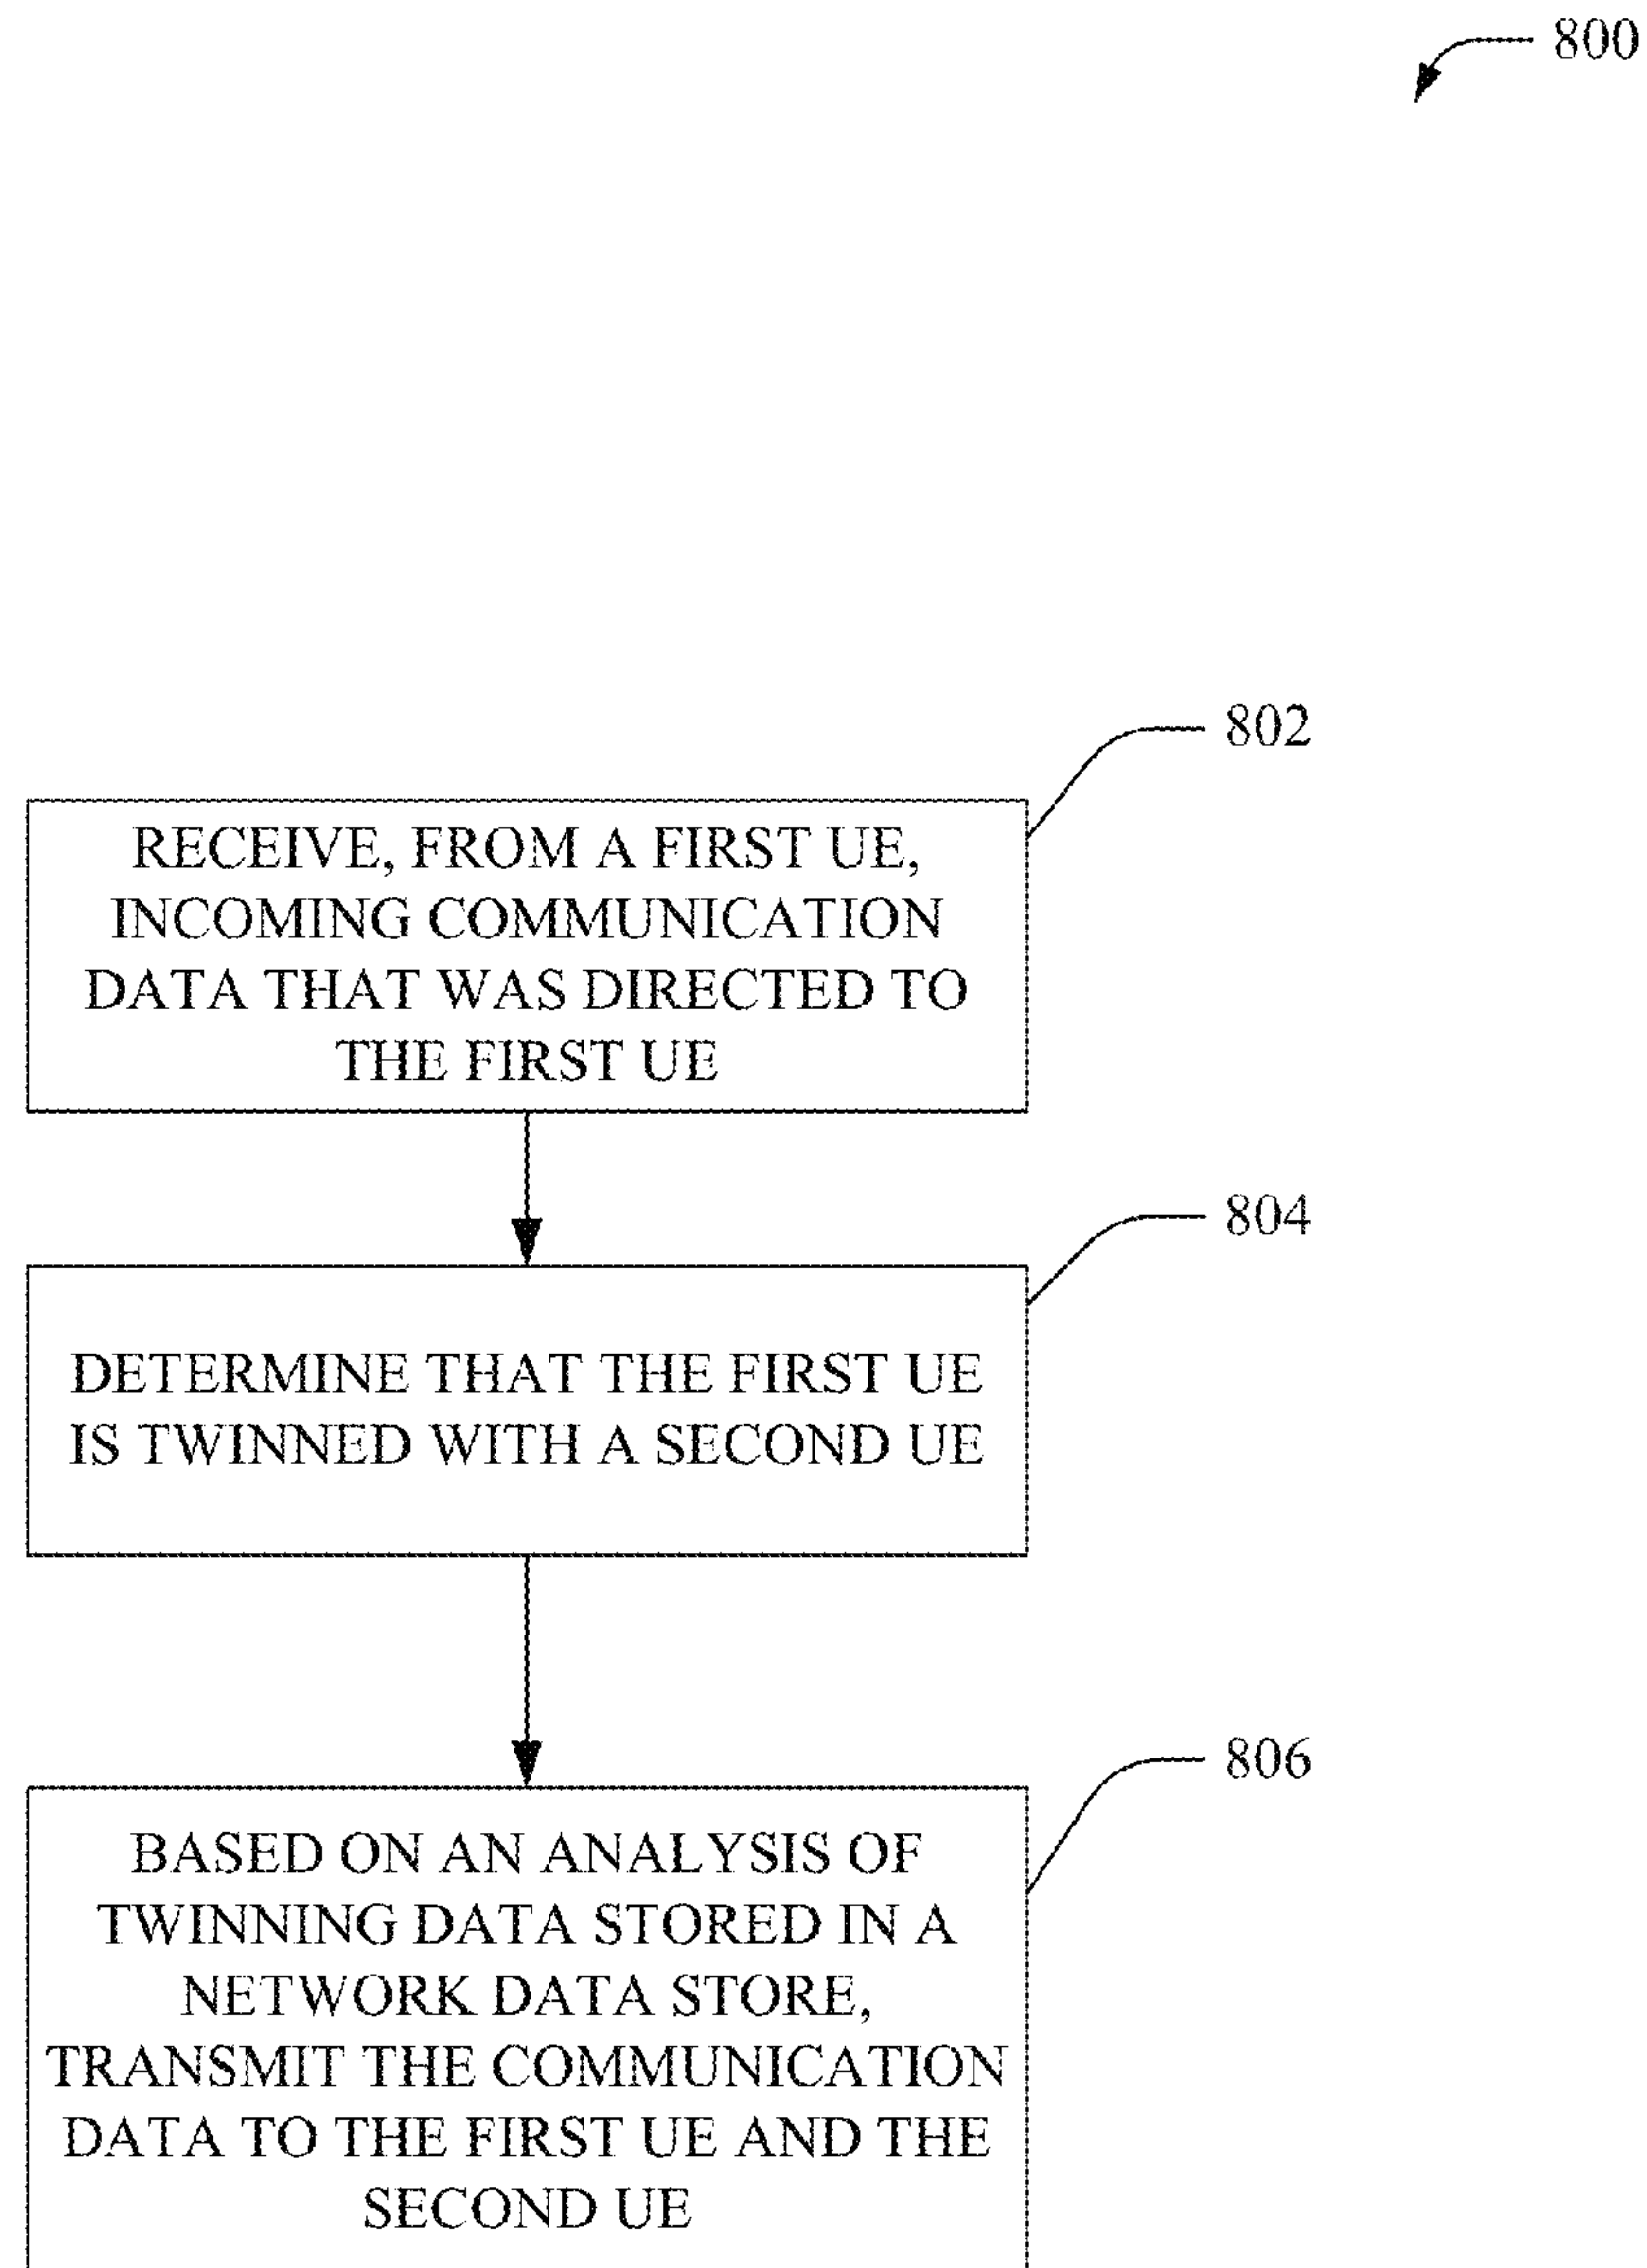 800
802
RECEIVE, FROM A FIRST UE,
INCOMING COMMUNICATION
DATA THAT WAS DIRECTED TO
THE FIRST UE
804
DETERMINE THAT THE FIRST UE
IS TWINNED WITH A SECOND UE
806
BASED ON AN ANALYSIS OF
TWINNING DATA STORED IN A
NETWORK DATA STORE,
TRANSMIT THE COMMUNICATION
DATA TO THE FIRST UE AND THE
SECOND UE